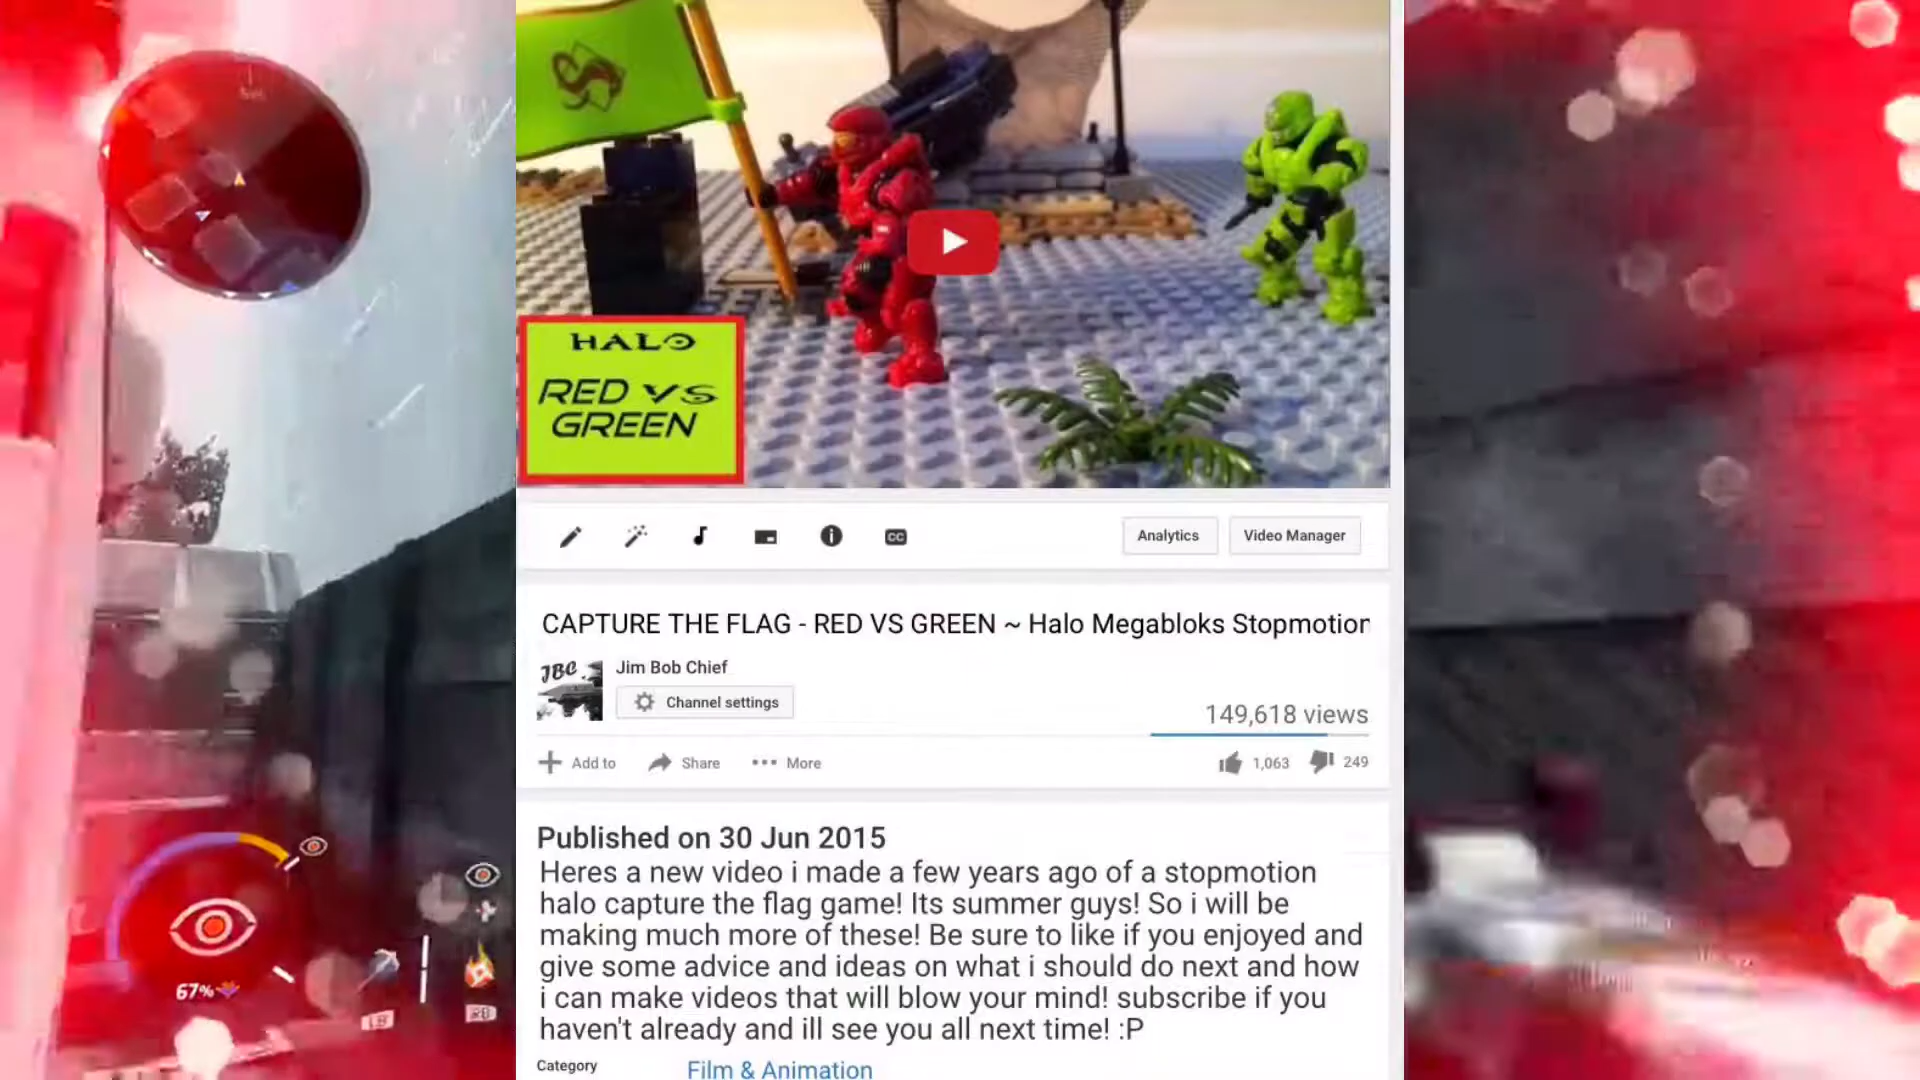 HALO
RED VS
GREEN
CC
Analytics
Video Manager
CAPTURE THE FLAG - RED VS GREEN ~ Halo Megabloks Stopmotion
JBC
Jim Bob Chief
Channel settings
149,618 views
Add to
Share
More
1,063
249
Published on 30 Jun 2015
Heres a new video i made a few years ago of a stopmotion
halo capture the flag game! Its summer guys! So i will be
making much more of these! Be sure to like if you enjoyed and
give some advice and ideas on what i should do next and how
i can make videos that will blow your mind! subscribe if you
haven't already and ill see you all next time! :P
Category
Film & Animation
67%
LB
RB